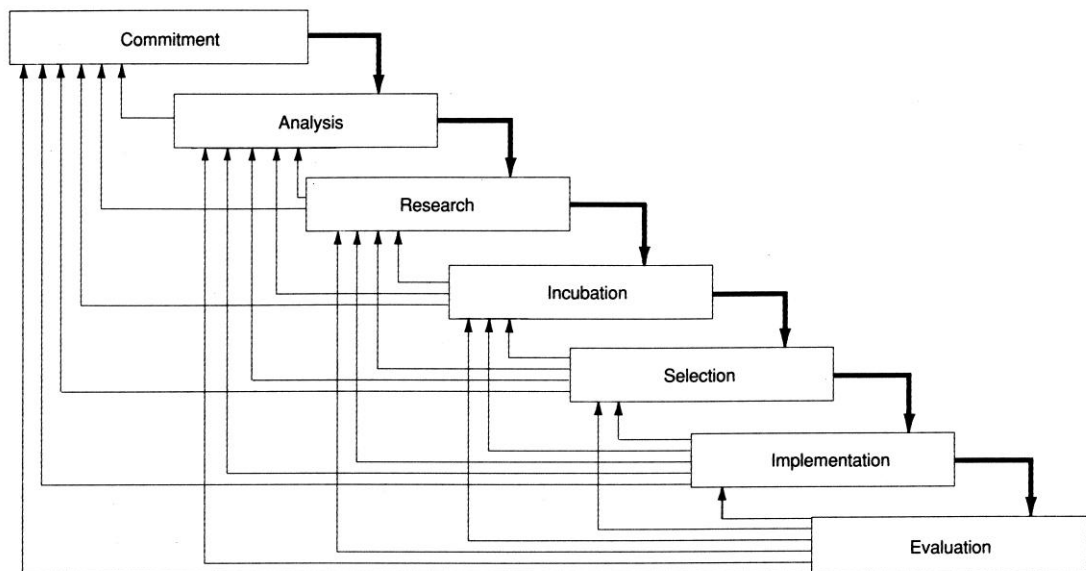 Commitment
Analysis
Research
Incubation
Selection
Implementation
Evaluation